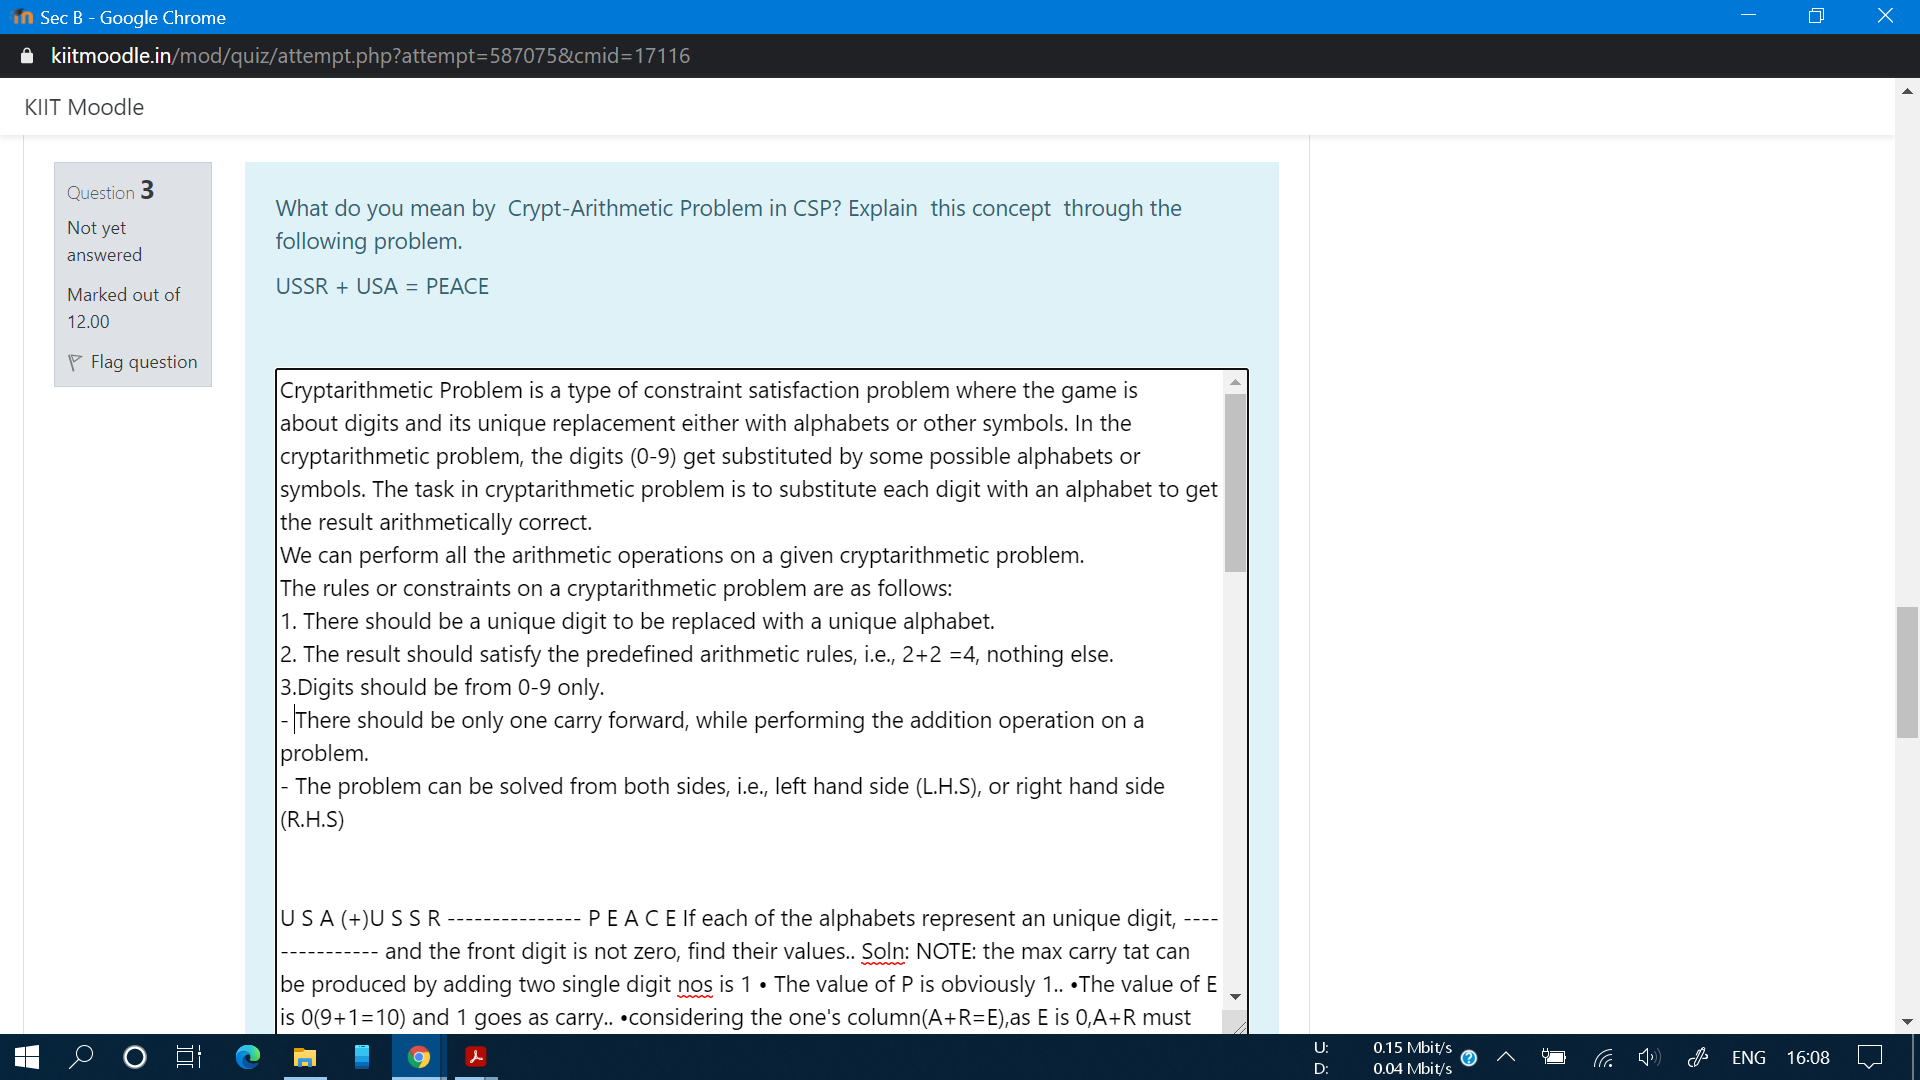 Sec B - Google Chrome
kiitmoodle.in/mod/quiz/attempt.php?attempt=587075&cmid=17116
KIIT Moodle
Question 3
Not yet
answered
Marked out of
12.00
Flag question
What do you mean by Crypt-Arithmetic Problem in CSP? Explain this concept through the
following problem.
USSR + USA = PEACE
Cryptarithmetic Problem is a type of constraint satisfaction problem where the game is
about digits and its unique replacement either with alphabets or other symbols. In the
cryptarithmetic problem, the digits (0-9) get substituted by some possible alphabets or
symbols. The task in cryptarithmetic problem is to substitute each digit with an alphabet to get
the result arithmetically correct.
We can perform all the arithmetic operations on a given cryptarithmetic problem.
The rules or constraints on a cryptarithmetic problem are as follows:
1. There should be a unique digit to be replaced with a unique alphabet.
2. The result should satisfy the predefined arithmetic rules, i.e., 2+2 =4, nothing else.
3.Digits should be from 0-9 only.
- There should be only one carry forward, while performing the addition operation on a
problem.
- The problem can be solved from both sides, i.e., left hand side (L.H.S), or right hand side
(R.H.S)
U S A (+)U S S R --------------- P E A C E If each of the alphabets represent an unique digit, ----
------------- and the front digit is not zero, find their values.. Soln: NOTE: the max carry tat can
be produced by adding two single digit nos is 1 • The value of P is obviously 1.. •The value of E
is 0(9+1=10) and 1 goes as carry.. •considering the one's column(A+R=E),as E is 0,A+R must
U: 0.15 Mbit/s
D: 0.04 Mbit/s
ENG 16:08